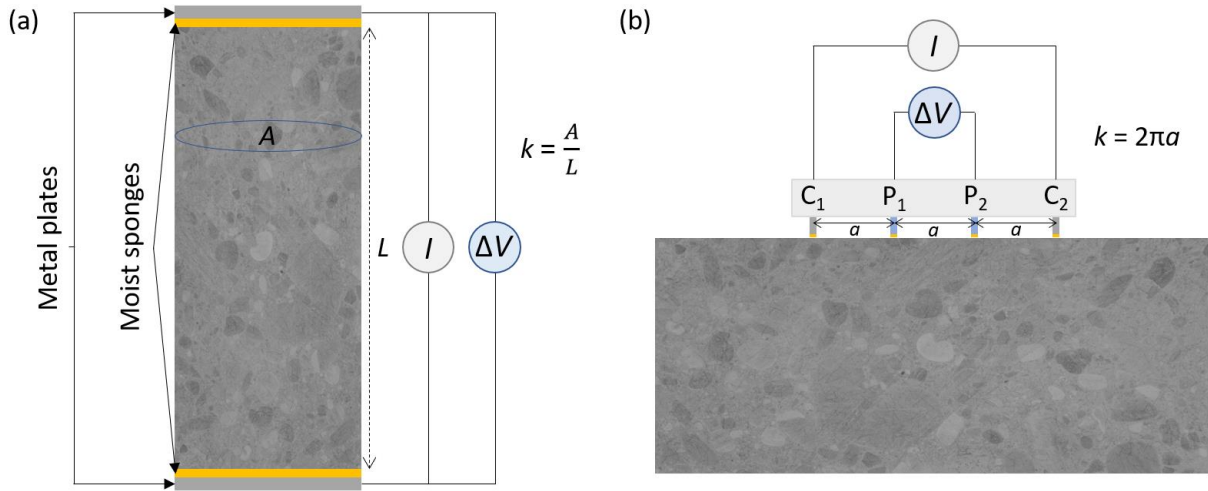 (a)
Metal plates
Moist sponges
A
L
I
ΔV
k = A/L
(b)
I
ΔV
k = 2πa
C₁ P₁ P₂ C₂
a a a